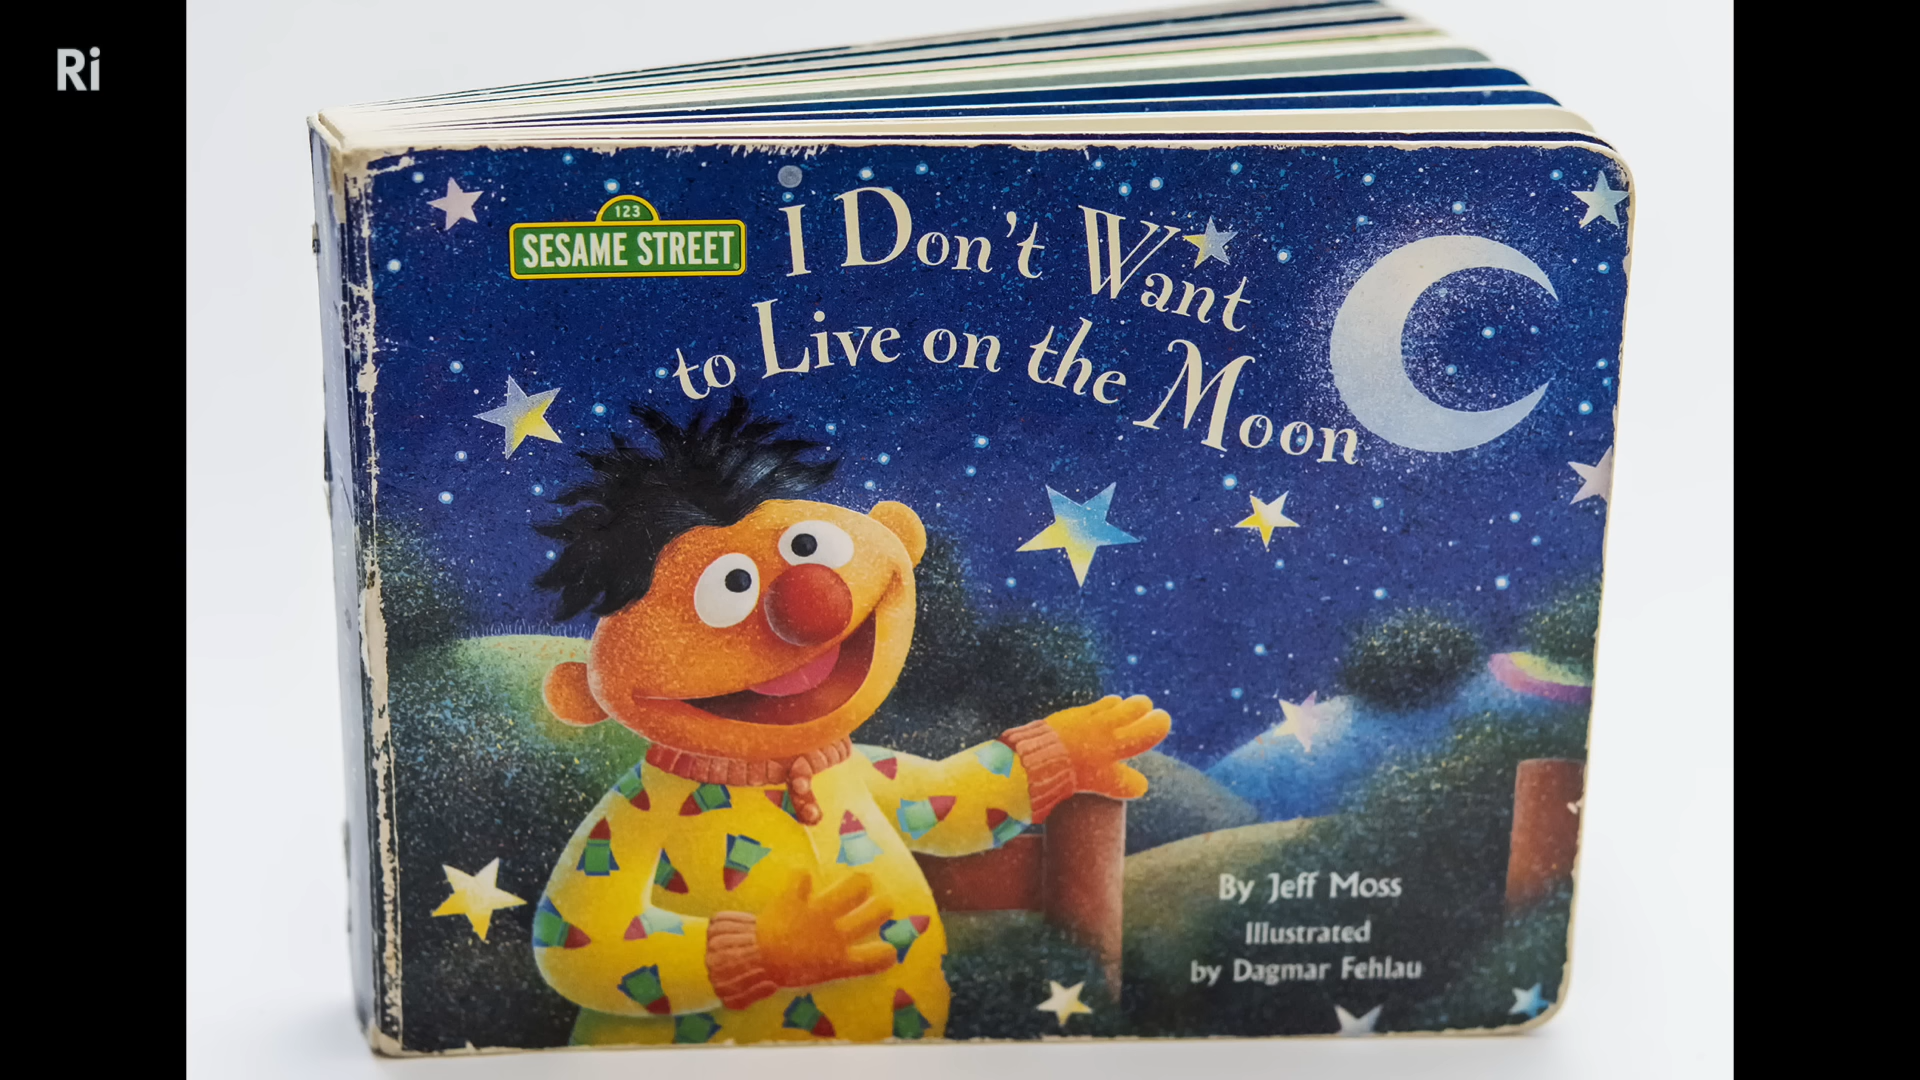 Ri
123
SESAME STREET
I Don't Want
to Live on the Moon
By Jeff Moss
Illustrated
by Dagmar Fehlau